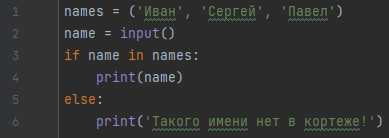 1 names = ('Иван', 'Сергей', 'Павел')
2 name = input()
3 if name in names:
4     print(name)
5 else:
6     print('Такого имени нет в кортеже!')